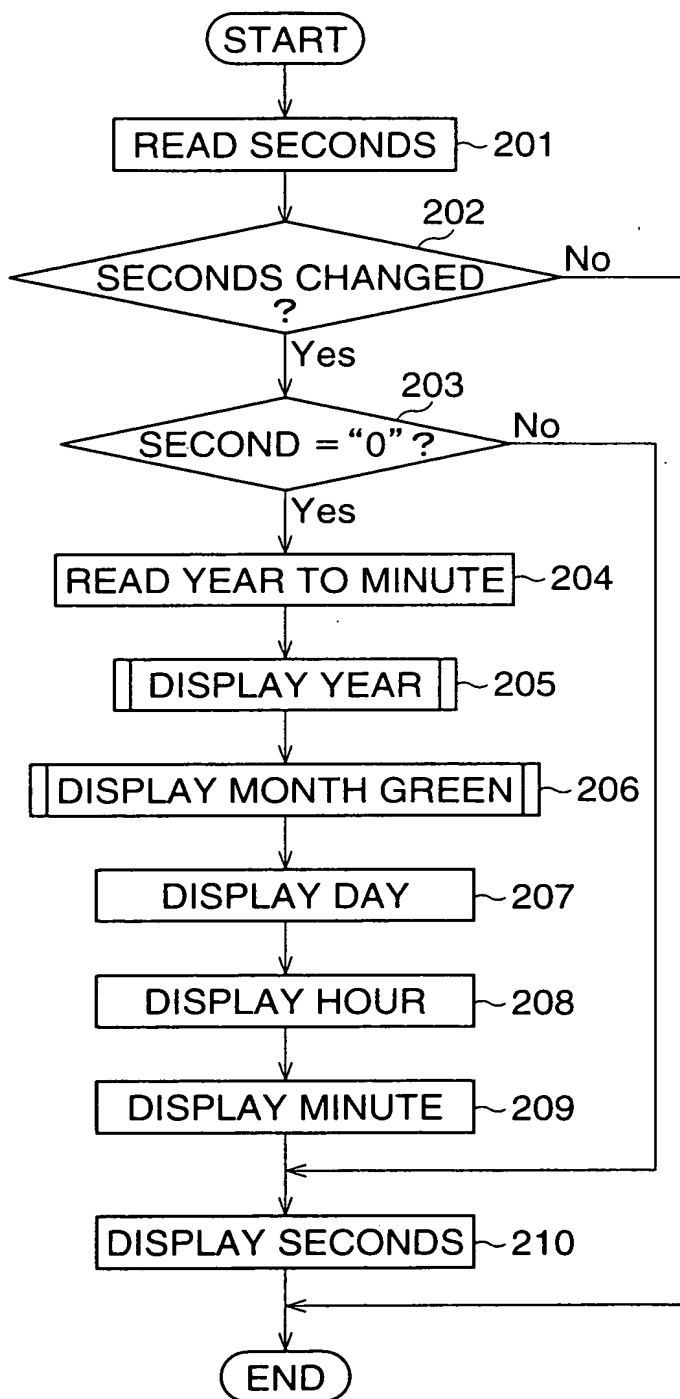 START
READ SECONDS 201
202
SECONDS CHANGED No
?
Yes
203
SECOND = “0” ? No
Yes
READ YEAR TO MINUTE 204
DISPLAY YEAR 205
DISPLAY MONTH GREEN 206
DISPLAY DAY 207
DISPLAY HOUR 208
DISPLAY MINUTE 209
DISPLAY SECONDS 210
END